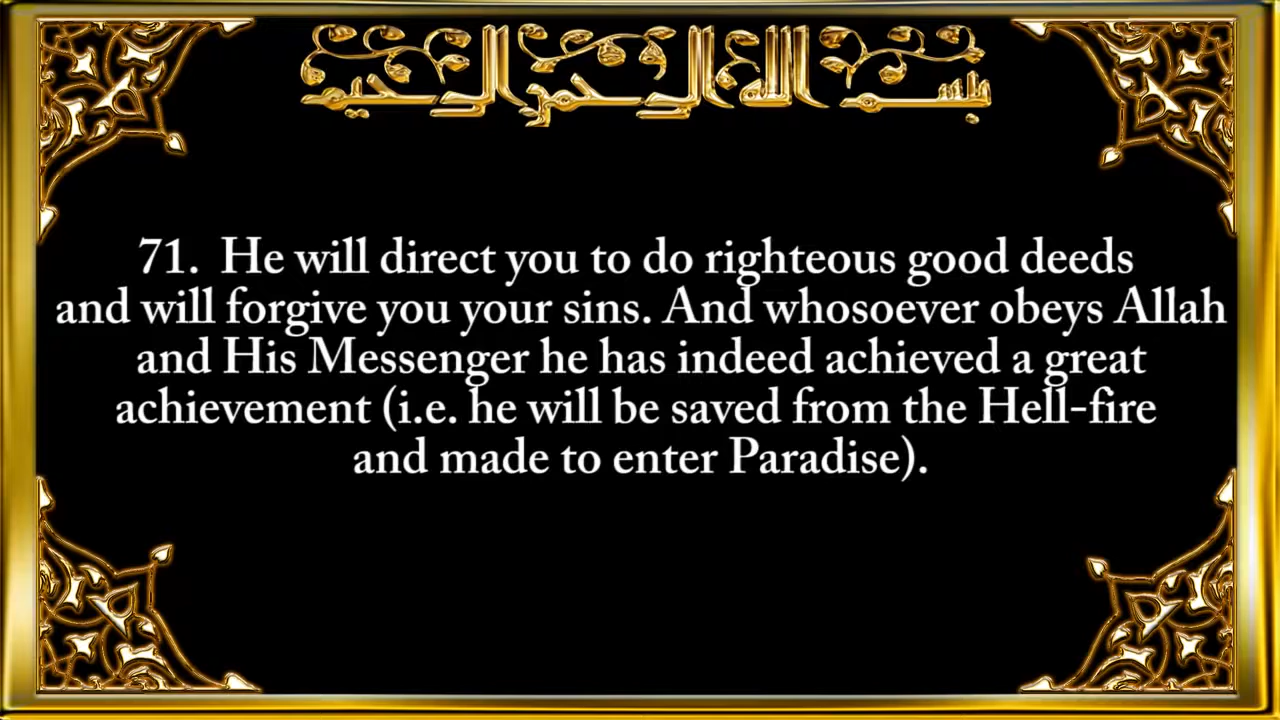 بسم الله الرحمن الرحيم
71. He will direct you to do righteous good deeds
and will forgive you your sins. And whosoever obeys Allah
and His Messenger he has indeed achieved a great
achievement (i.e. he will be saved from the Hell-fire
and made to enter Paradise).